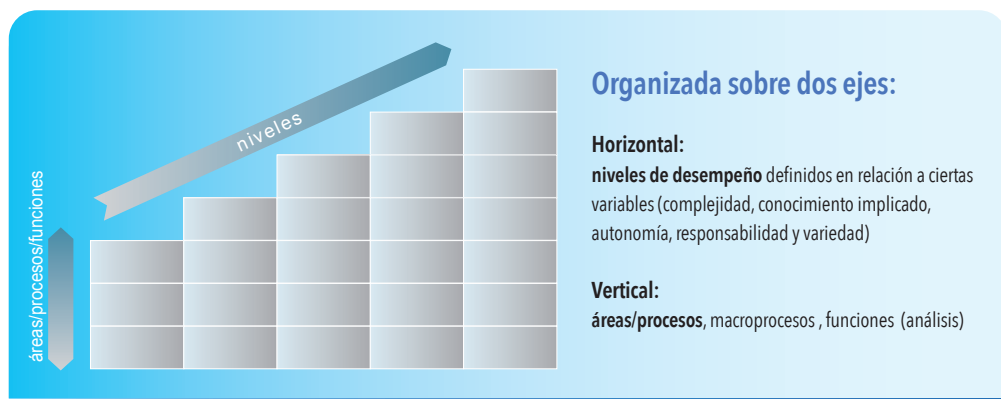 niveles
áreas/procesos/funciones
Organizada sobre dos ejes:
Horizontal:
niveles de desempeño definidos en relación a ciertas
variables (complejidad, conocimiento implicado,
autonomía, responsabilidad y variedad)
Vertical:
áreas/procesos, macroprocesos , funciones (análisis)